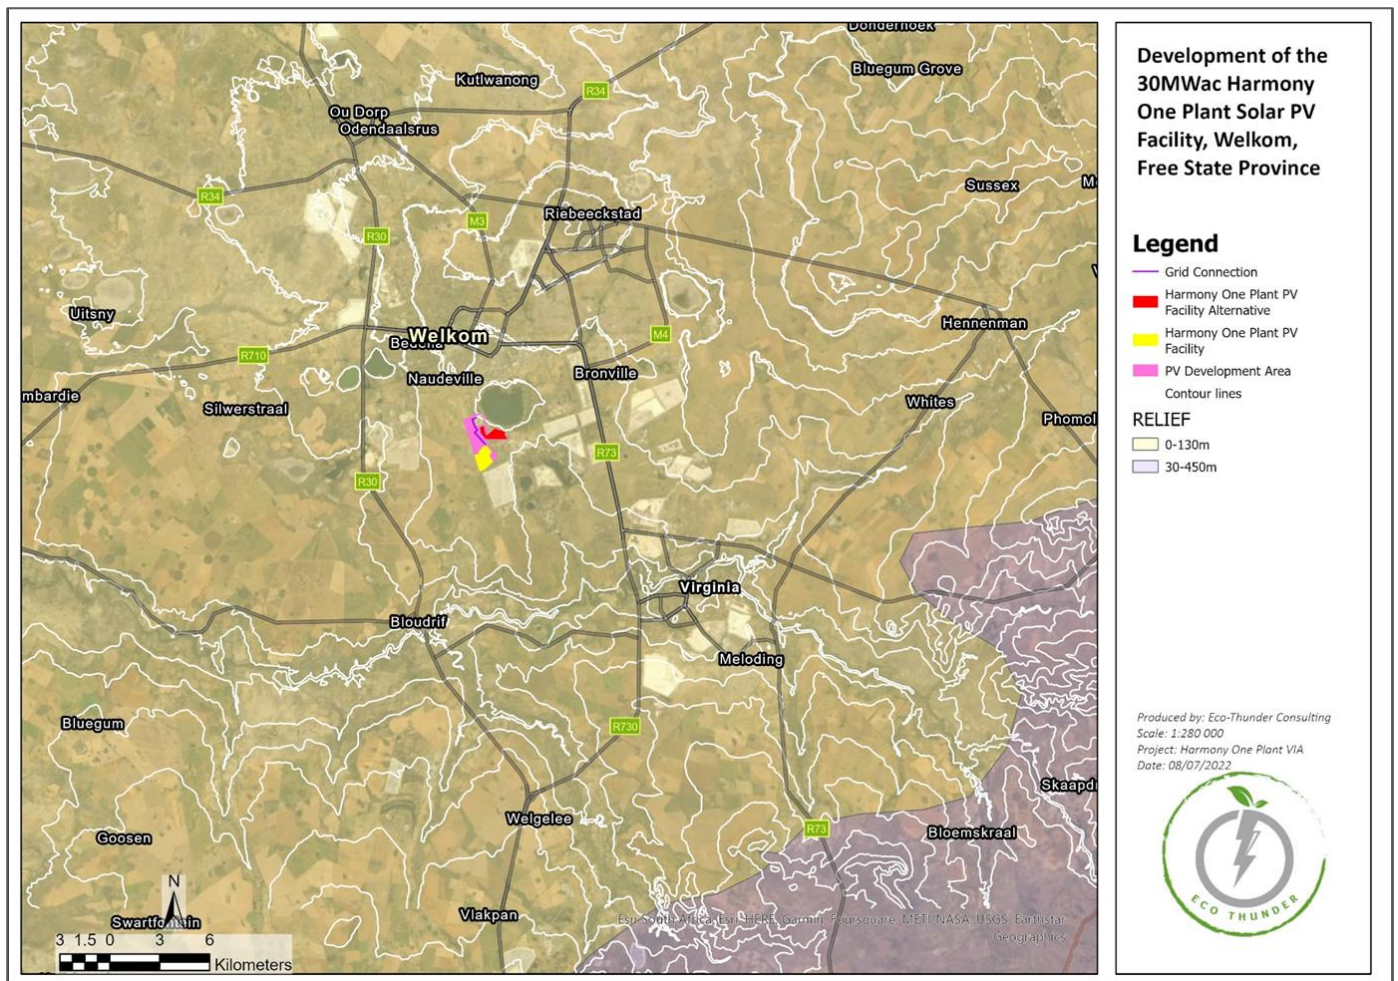 Donderhoek
Kutlwanong
Bluegum Grove
R34
Ou Dorp
Odendaalsrus
Sussex
R34
Riebeeckstad
M3
R30
Uitsny
Hennenman
Welkom
M4
R710
Naudeville
Bronville
mbardie
Silwerstraal
Whites
Phomol
R73
R30
Virginia
Bloudrif
Meloding
Bluegum
R730
Skaapd
Welgelee
R73
Bloemskraal
Goosen
Vlakpan
Esri South Africa, Esri, HERE, Garmin, Foursquare, METI/NASA, USGS, Earthstar
Geographics
N
3 1.5 0 3 6
Kilometers
Development of the
30MWac Harmony
One Plant Solar PV
Facility, Welkom,
Free State Province
Legend
Grid Connection
Harmony One Plant PV
Facility Alternative
Harmony One Plant PV
Facility
PV Development Area
Contour lines
RELIEF
0-130m
30-450m
Produced by: Eco-Thunder Consulting
Scale: 1:280 000
Project: Harmony One Plant VIA
Date: 08/07/2022
ECO THUNDER